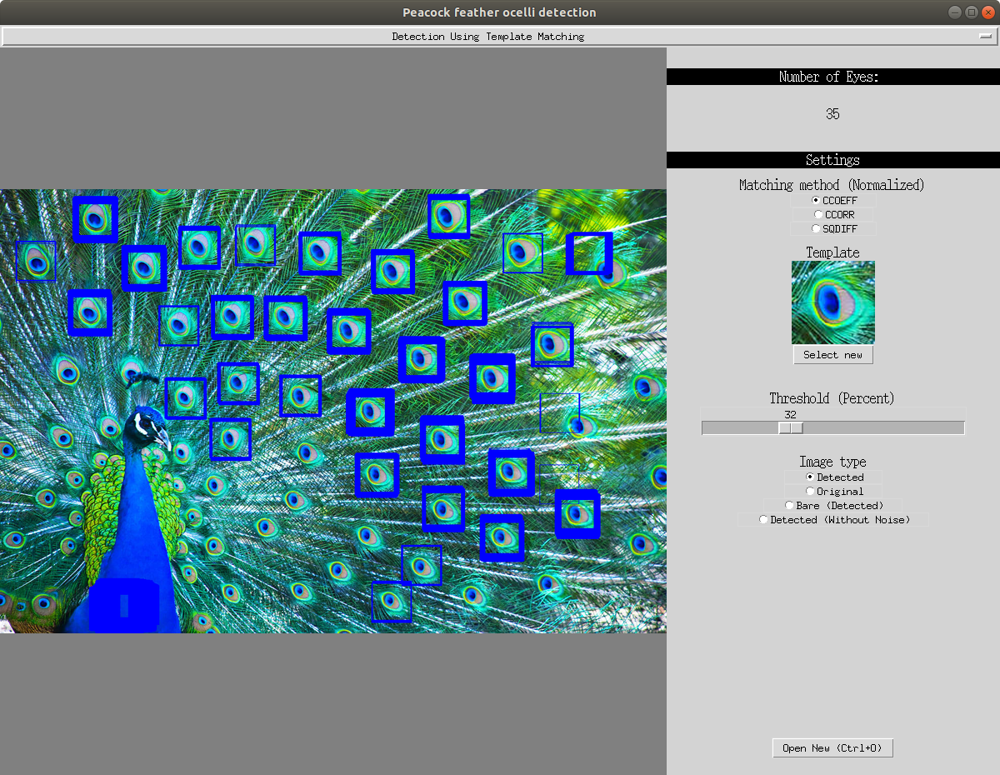 Peacock feather ocelli detection
Detection Using Template Matching
Number of Eyes:
35
Settings
Matching method (Normalized)
CCOEFF
CCORR
SQDIFF
Template
Select new
Threshold (Percent)
32
Image type
Detected
Original
Bare (Detected)
Detected (Without Noise)
Open New (Ctrl+O)